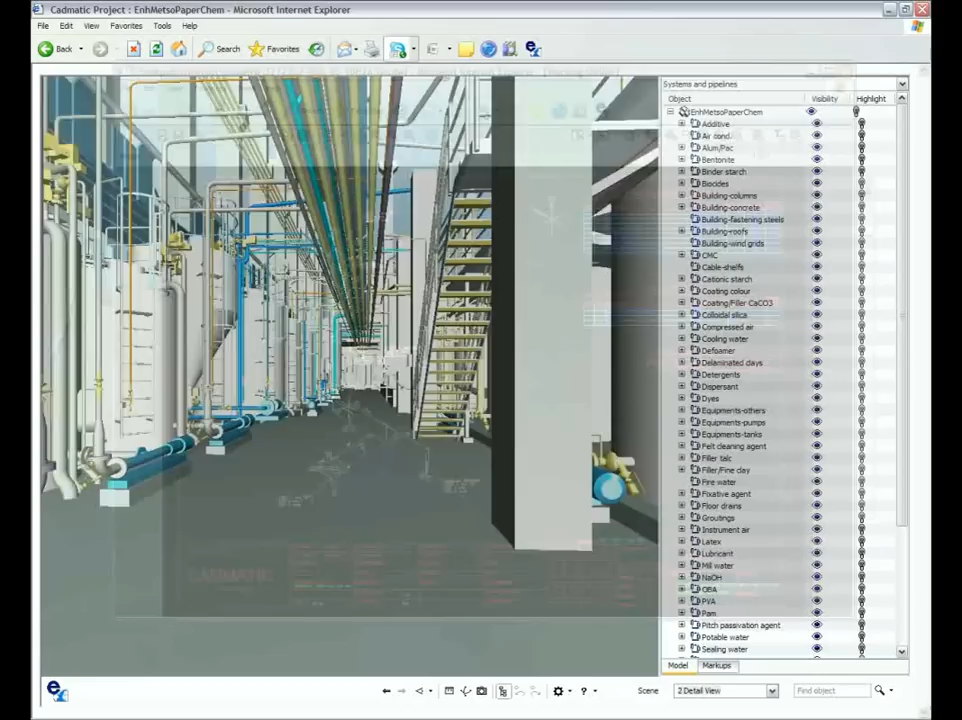 Cadmatic Project : EnhMetsoPaperChem - Microsoft Internet Explorer
File Edit View Favorites Tools Help
Back Search Favorites
Systems and pipelines
Object Visibility Highlight
EnhMetsoPaperChem
Additive
Air cond.
Alum/Pac
Bentonite
Binder starch
Biocides
Building-columns
Building-concrete
Building-fastening steels
Building-roofs
Building-wind grids
CMC
Cable-shelfs
Cationic starch
Coating colour
Coating/Filler CaCO3
Colloidal silica
Compressed air
Cooling water
Defoamer
Delaminated clays
Detergents
Dispersant
Dyes
Equipments-others
Equipments-pumps
Equipments-tanks
Felt cleaning agent
Filler talc
Filler/Fine clay
Fire water
Fixative agent
Floor drains
Groutings
Instrument air
Latex
Lubricant
Mill water
NaOH
OBA
PVA
Pam
Pitch passivation agent
Potable water
Sealing water
Model Markups
Scene 2 Detail View Find object